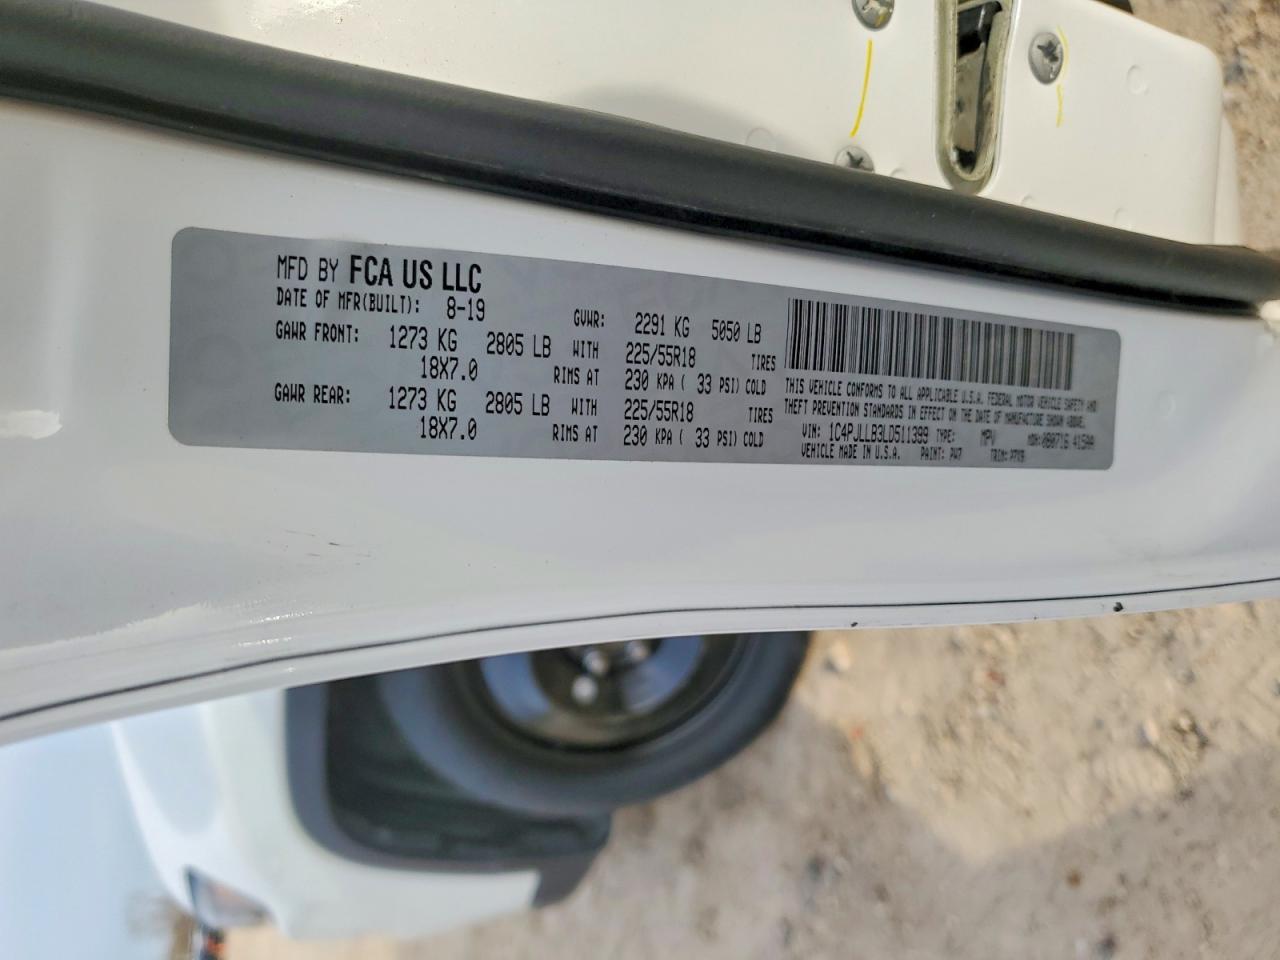 MFD BY FCA US LLC
DATE OF MFR(BUILT): 8-19 GVWR: 2291 KG 5050 LB
GAWR FRONT: 1273 KG 2805 LB WITH 225/55R18 TIRES
18X7.0 RIMS AT 230 KPA ( 33 PSI) COLD
GAWR REAR: 1273 KG 2805 LB WITH 225/55R18 TIRES
18X7.0 RIMS AT 230 KPA ( 33 PSI) COLD
THIS VEHICLE CONFORMS TO ALL APPLICABLE U.S.A. FEDERAL MOTOR VEHICLE SAFETY AND
THEFT PREVENTION STANDARDS IN EFFECT ON THE DATE OF MANUFACTURE SHOWN ABOVE.
VIN: 1C4PJLLB3LD511399 TYPE: MPV MDH:
VEHICLE MADE IN U.S.A. PAINT: PW7 TRIM: